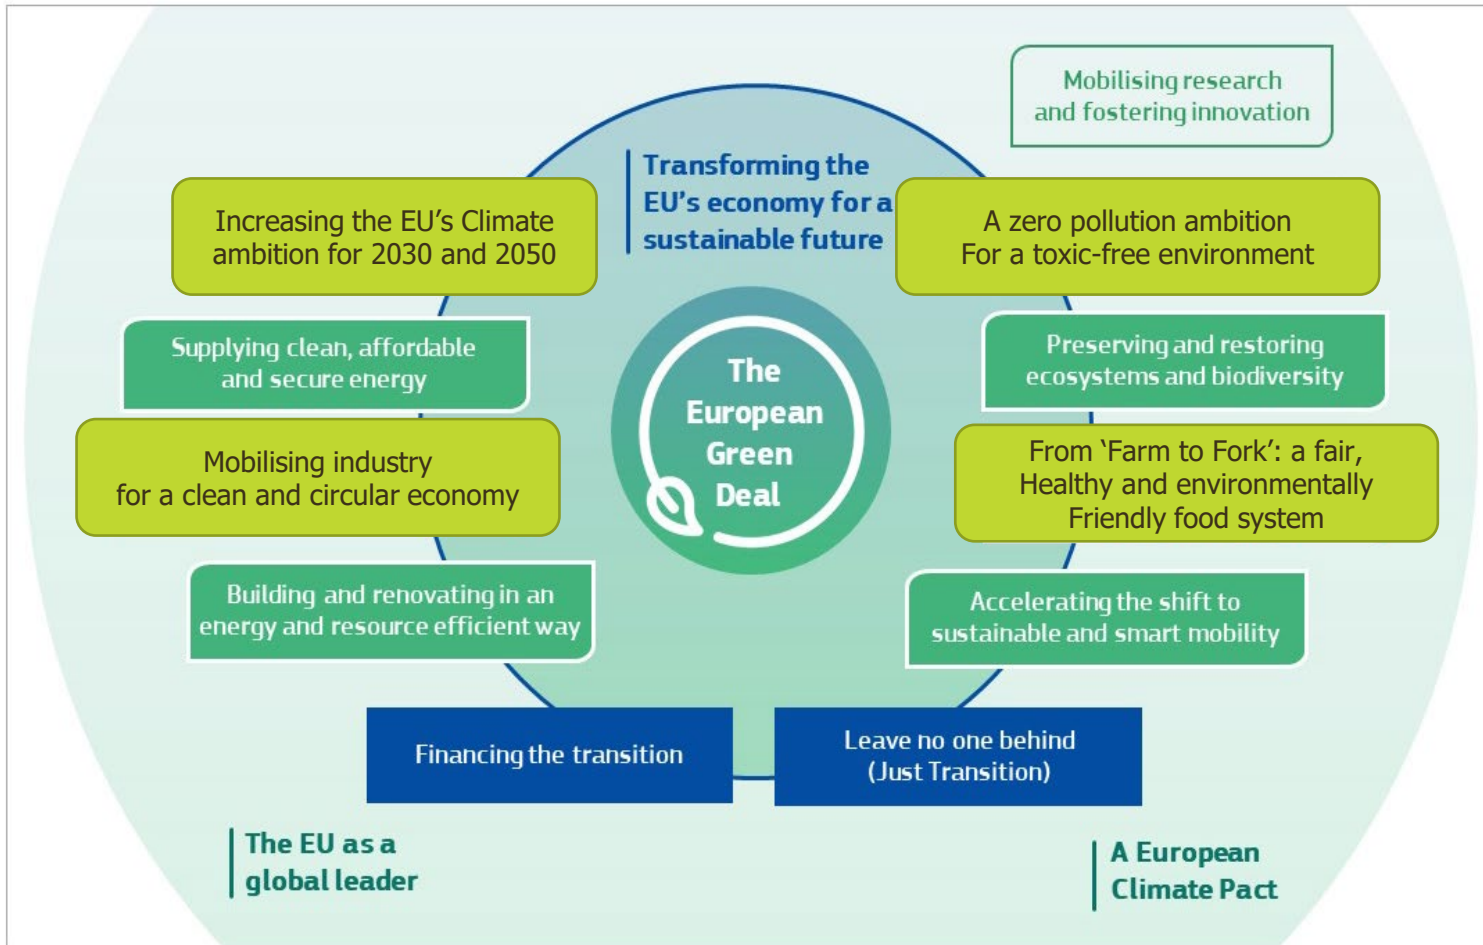 Mobilising research
and fostering innovation
Transforming the
EU's economy for a
sustainable future
Increasing the EU’s Climate
ambition for 2030 and 2050
A zero pollution ambition
For a toxic-free environment
Supplying clean, affordable
and secure energy
Preserving and restoring
ecosystems and biodiversity
The
European
Green
Deal
Mobilising industry
for a clean and circular economy
From ‘Farm to Fork’: a fair,
Healthy and environmentally
Friendly food system
Building and renovating in an
energy and resource efficient way
Accelerating the shift to
sustainable and smart mobility
Financing the transition
Leave no one behind
(Just Transition)
The EU as a
global leader
A European
Climate Pact